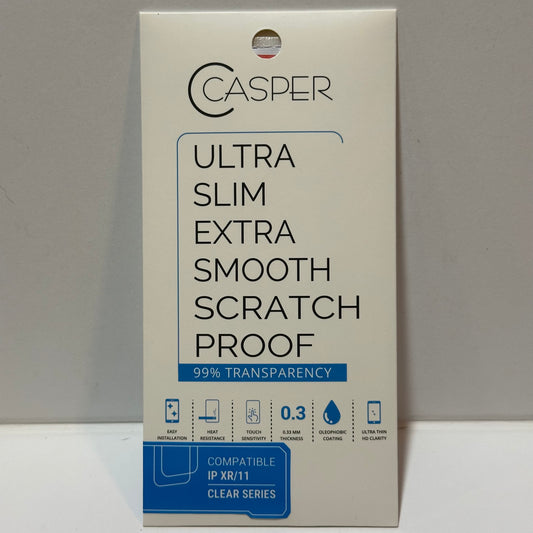 CASPER
ULTRA
SLIM
EXTRA
SMOOTH
SCRATCH
PROOF
99% TRANSPARENCY
EASY
INSTALLATION
HEAT
RESISTANCE
TOUCH
SENSITIVITY
0.3
0.33 MM
THICKNESS
OLEOPHOBIC
COATING
ULTRA THIN
HD CLARITY
COMPATIBLE
IP XR/11
CLEAR SERIES